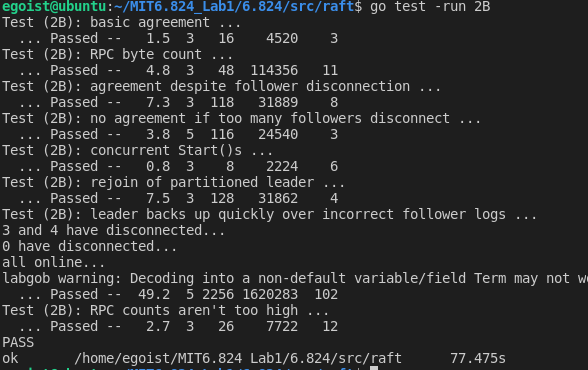 egoist@ubuntu:~/MIT6.824_Lab1/6.824/src/raft$ go test -run 2B
Test (2B): basic agreement ...
  ... Passed --   1.5  3   16    4520    3
Test (2B): RPC byte count ...
  ... Passed --   4.8  3   48  114356   11
Test (2B): agreement despite follower disconnection ...
  ... Passed --   7.3  3  118   31889    8
Test (2B): no agreement if too many followers disconnect ...
  ... Passed --   3.8  5  116   24540    3
Test (2B): concurrent Start()s ...
  ... Passed --   0.8  3    8    2224    6
Test (2B): rejoin of partitioned leader ...
  ... Passed --   7.5  3  128   31862    4
Test (2B): leader backs up quickly over incorrect follower logs ...
3 and 4 have disconnected...
0 have disconnected...
all online...
labgob warning: Decoding into a non-default variable/field Term may not
  ... Passed --  49.2  5 2256 1620283  102
Test (2B): RPC counts aren't too high ...
  ... Passed --   2.7  3   26    7722   12
PASS
ok      /home/egoist/MIT6.824_Lab1/6.824/src/raft      77.475s